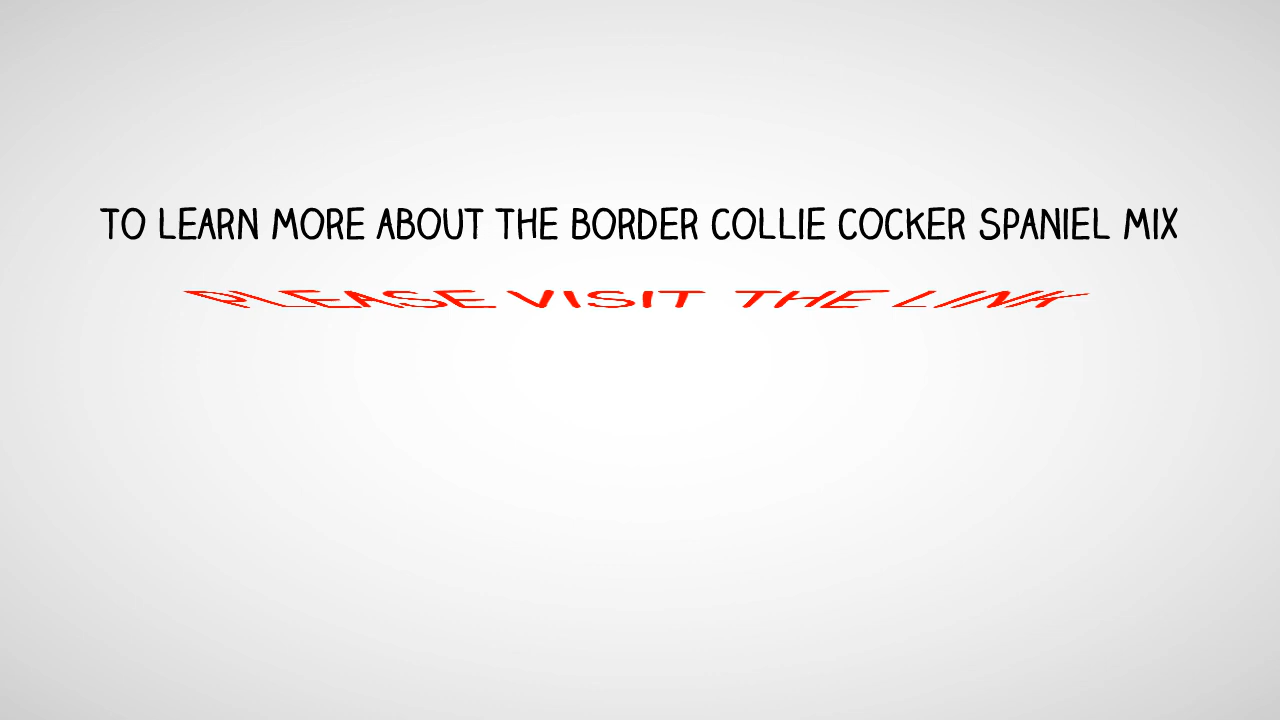 TO LEARN MORE ABOUT THE BORDER COLLIE COCKER SPANIEL MIX
PLEASE VISIT THE LINK